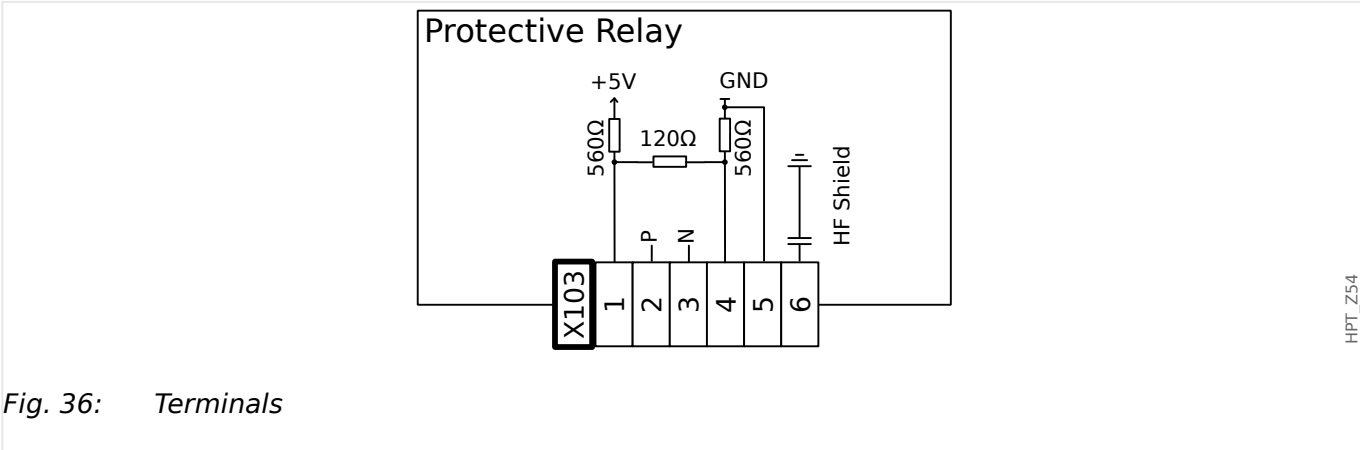 Protective Relay
+5V
GND
560Ω
120Ω
560Ω
HF Shield
P
N
X103
1
2
3
4
5
6
HPT_Z54
Fig. 36: Terminals